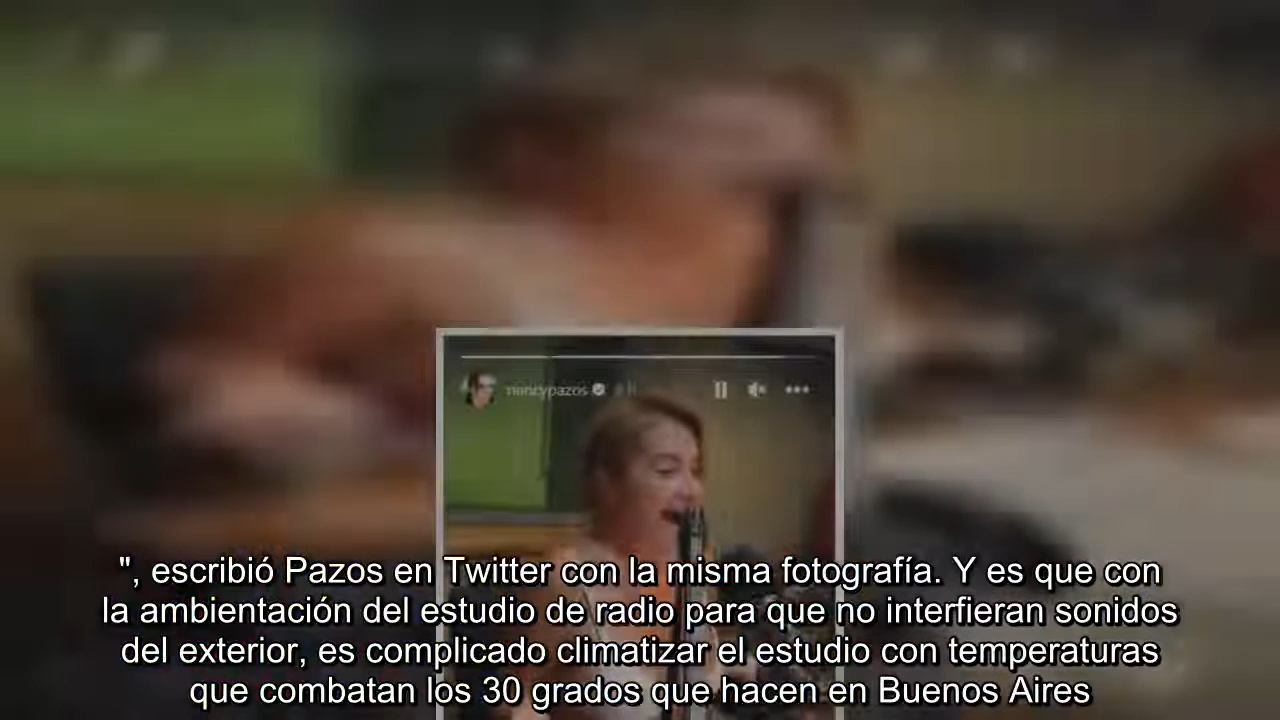 nancypazos
", escribió Pazos en Twitter con la misma fotografía. Y es que con
la ambientación del estudio de radio para que no interfieran sonidos
del exterior, es complicado climatizar el estudio con temperaturas
que combatan los 30 grados que hacen en Buenos Aires